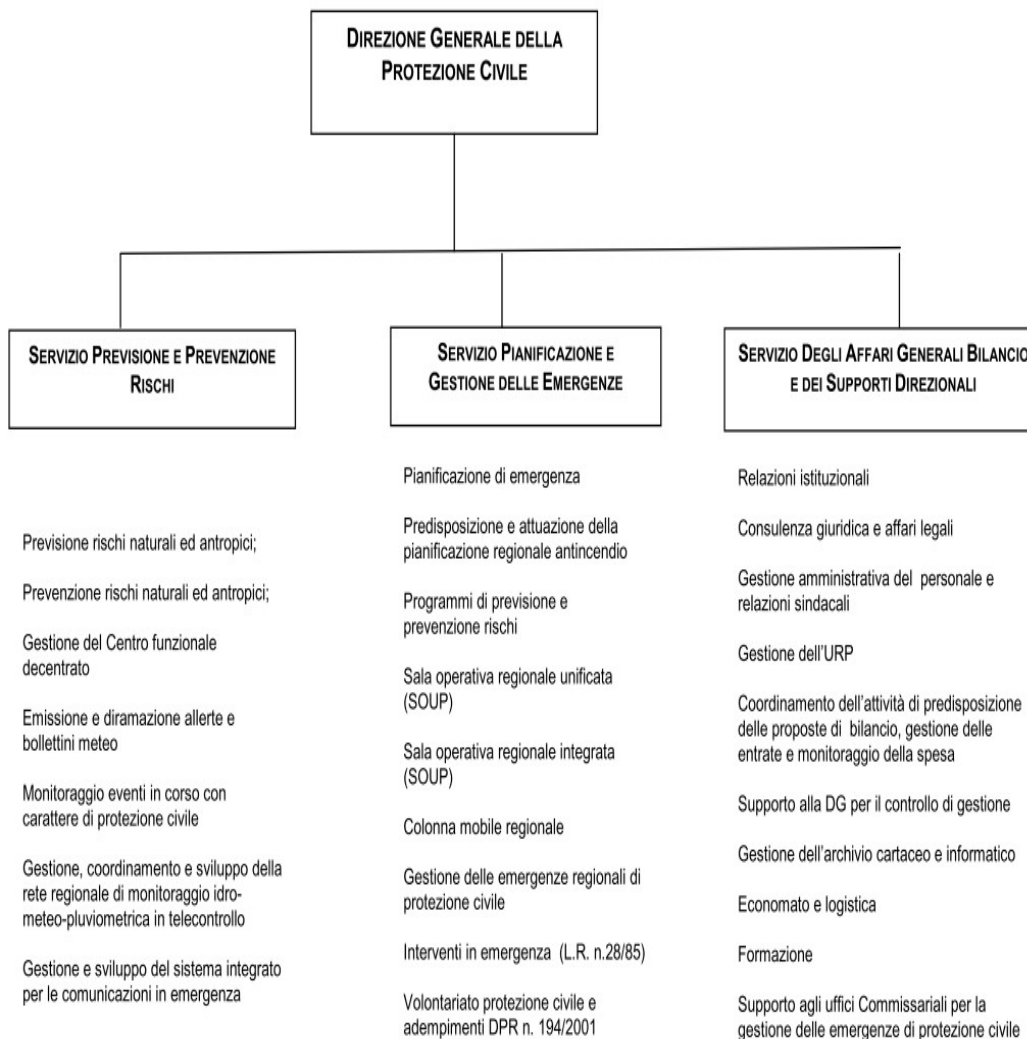 DIREZIONE GENERALE DELLA
PROTEZIONE CIVILE
SERVIZIO PREVISIONE E PREVENZIONE
RISCHI
Previsione rischi naturali ed antropici;
Prevenzione rischi naturali ed antropici;
Gestione del Centro funzionale
decentrato
Emissione e diramazione allerte e
bollettini meteo
Monitoraggio eventi in corso con
carattere di protezione civile
Gestione, coordinamento e sviluppo della
rete regionale di monitoraggio idro-
meteo-pluviometrica in telecontrollo
Gestione e sviluppo del sistema integrato
per le comunicazioni in emergenza
SERVIZIO PIANIFICAZIONE E
GESTIONE DELLE EMERGENZE
Pianificazione di emergenza
Predisposizione e attuazione della
pianificazione regionale antincendio
Programmi di previsione e
prevenzione rischi
Sala operativa regionale unificata
(SOUP)
Sala operativa regionale integrata
(SOUP)
Colonna mobile regionale
Gestione delle emergenze regionali di
protezione civile
Interventi in emergenza (L.R. n.28/85)
Volontariato protezione civile e
adempimenti DPR n. 194/2001
SERVIZIO DEGLI AFFARI GENERALI BILANCIO
E DEI SUPPORTI DIREZIONALI
Relazioni istituzionali
Consulenza giuridica e affari legali
Gestione amministrativa del personale e
relazioni sindacali
Gestione dell'URP
Coordinamento dell'attività di predisposizione
delle proposte di bilancio, gestione delle
entrate e monitoraggio della spesa
Supporto alla DG per il controllo di gestione
Gestione dell'archivio cartaceo e informatico
Economato e logistica
Formazione
Supporto agli uffici Commissariali per la
gestione delle emergenze di protezione civile